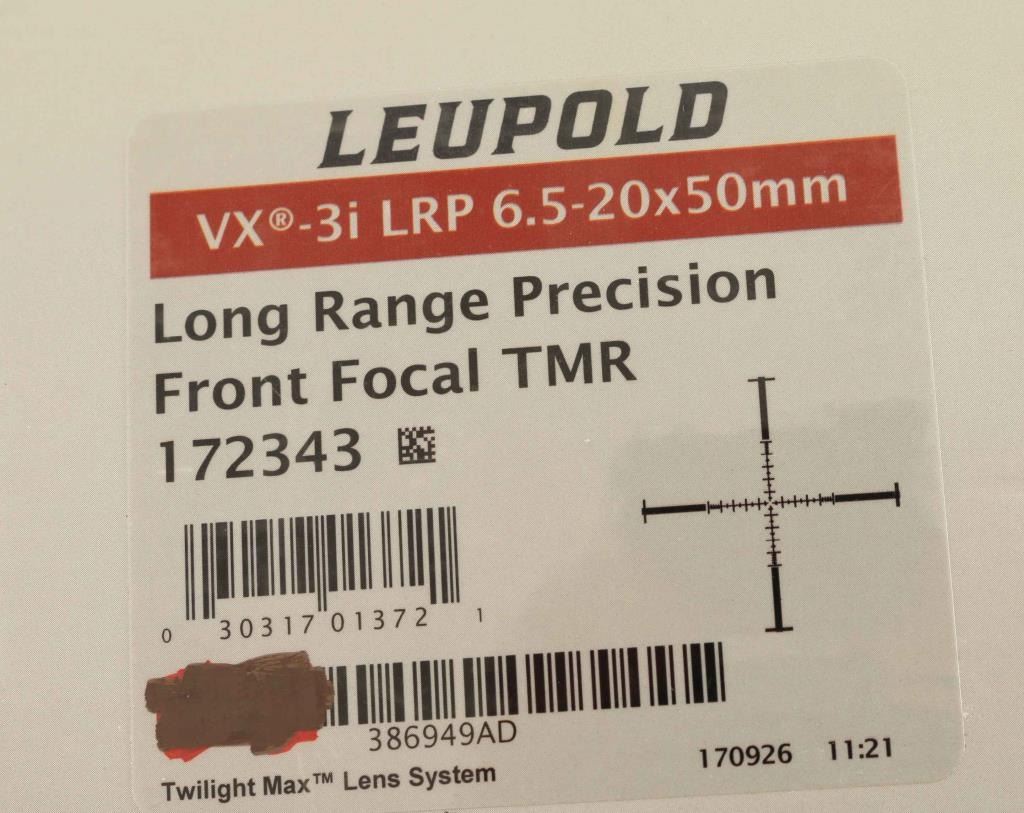 LEUPOLD
VX®-3i LRP 6.5-20x50mm
Long Range Precision
Front Focal TMR
172343
0 30317 01372 1
386949AD
170926 11:21
Twilight Max™ Lens System